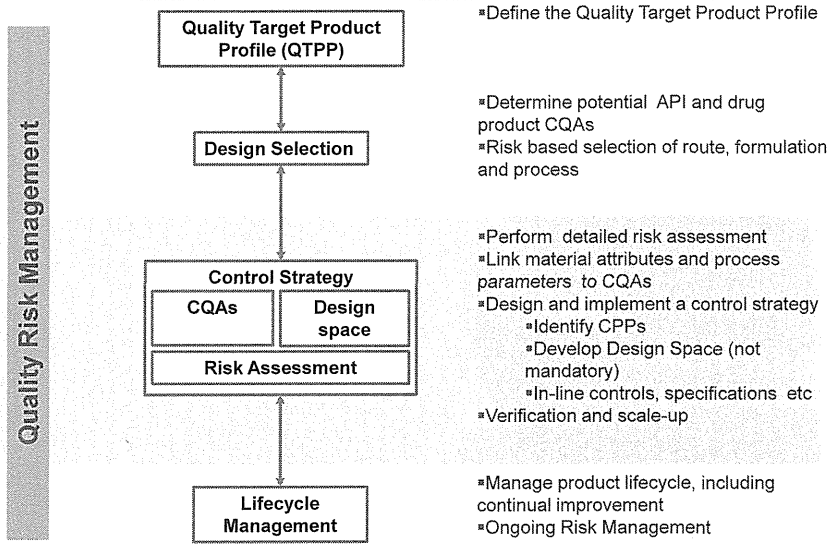 Quality Risk Management
Quality Target Product
Profile (QTPP)
▪Define the Quality Target Product Profile
Design Selection
▪Determine potential API and drug
product CQAs
▪Risk based selection of route, formulation
and process
Control Strategy
CQAs
Design
space
Risk Assessment
▪Perform detailed risk assessment
▪Link material attributes and process
parameters to CQAs
▪Design and implement a control strategy
▪Identify CPPs
▪Develop Design Space (not
mandatory)
▪In-line controls, specifications etc
▪Verification and scale-up
Lifecycle
Management
▪Manage product lifecycle, including
continual improvement
▪Ongoing Risk Management